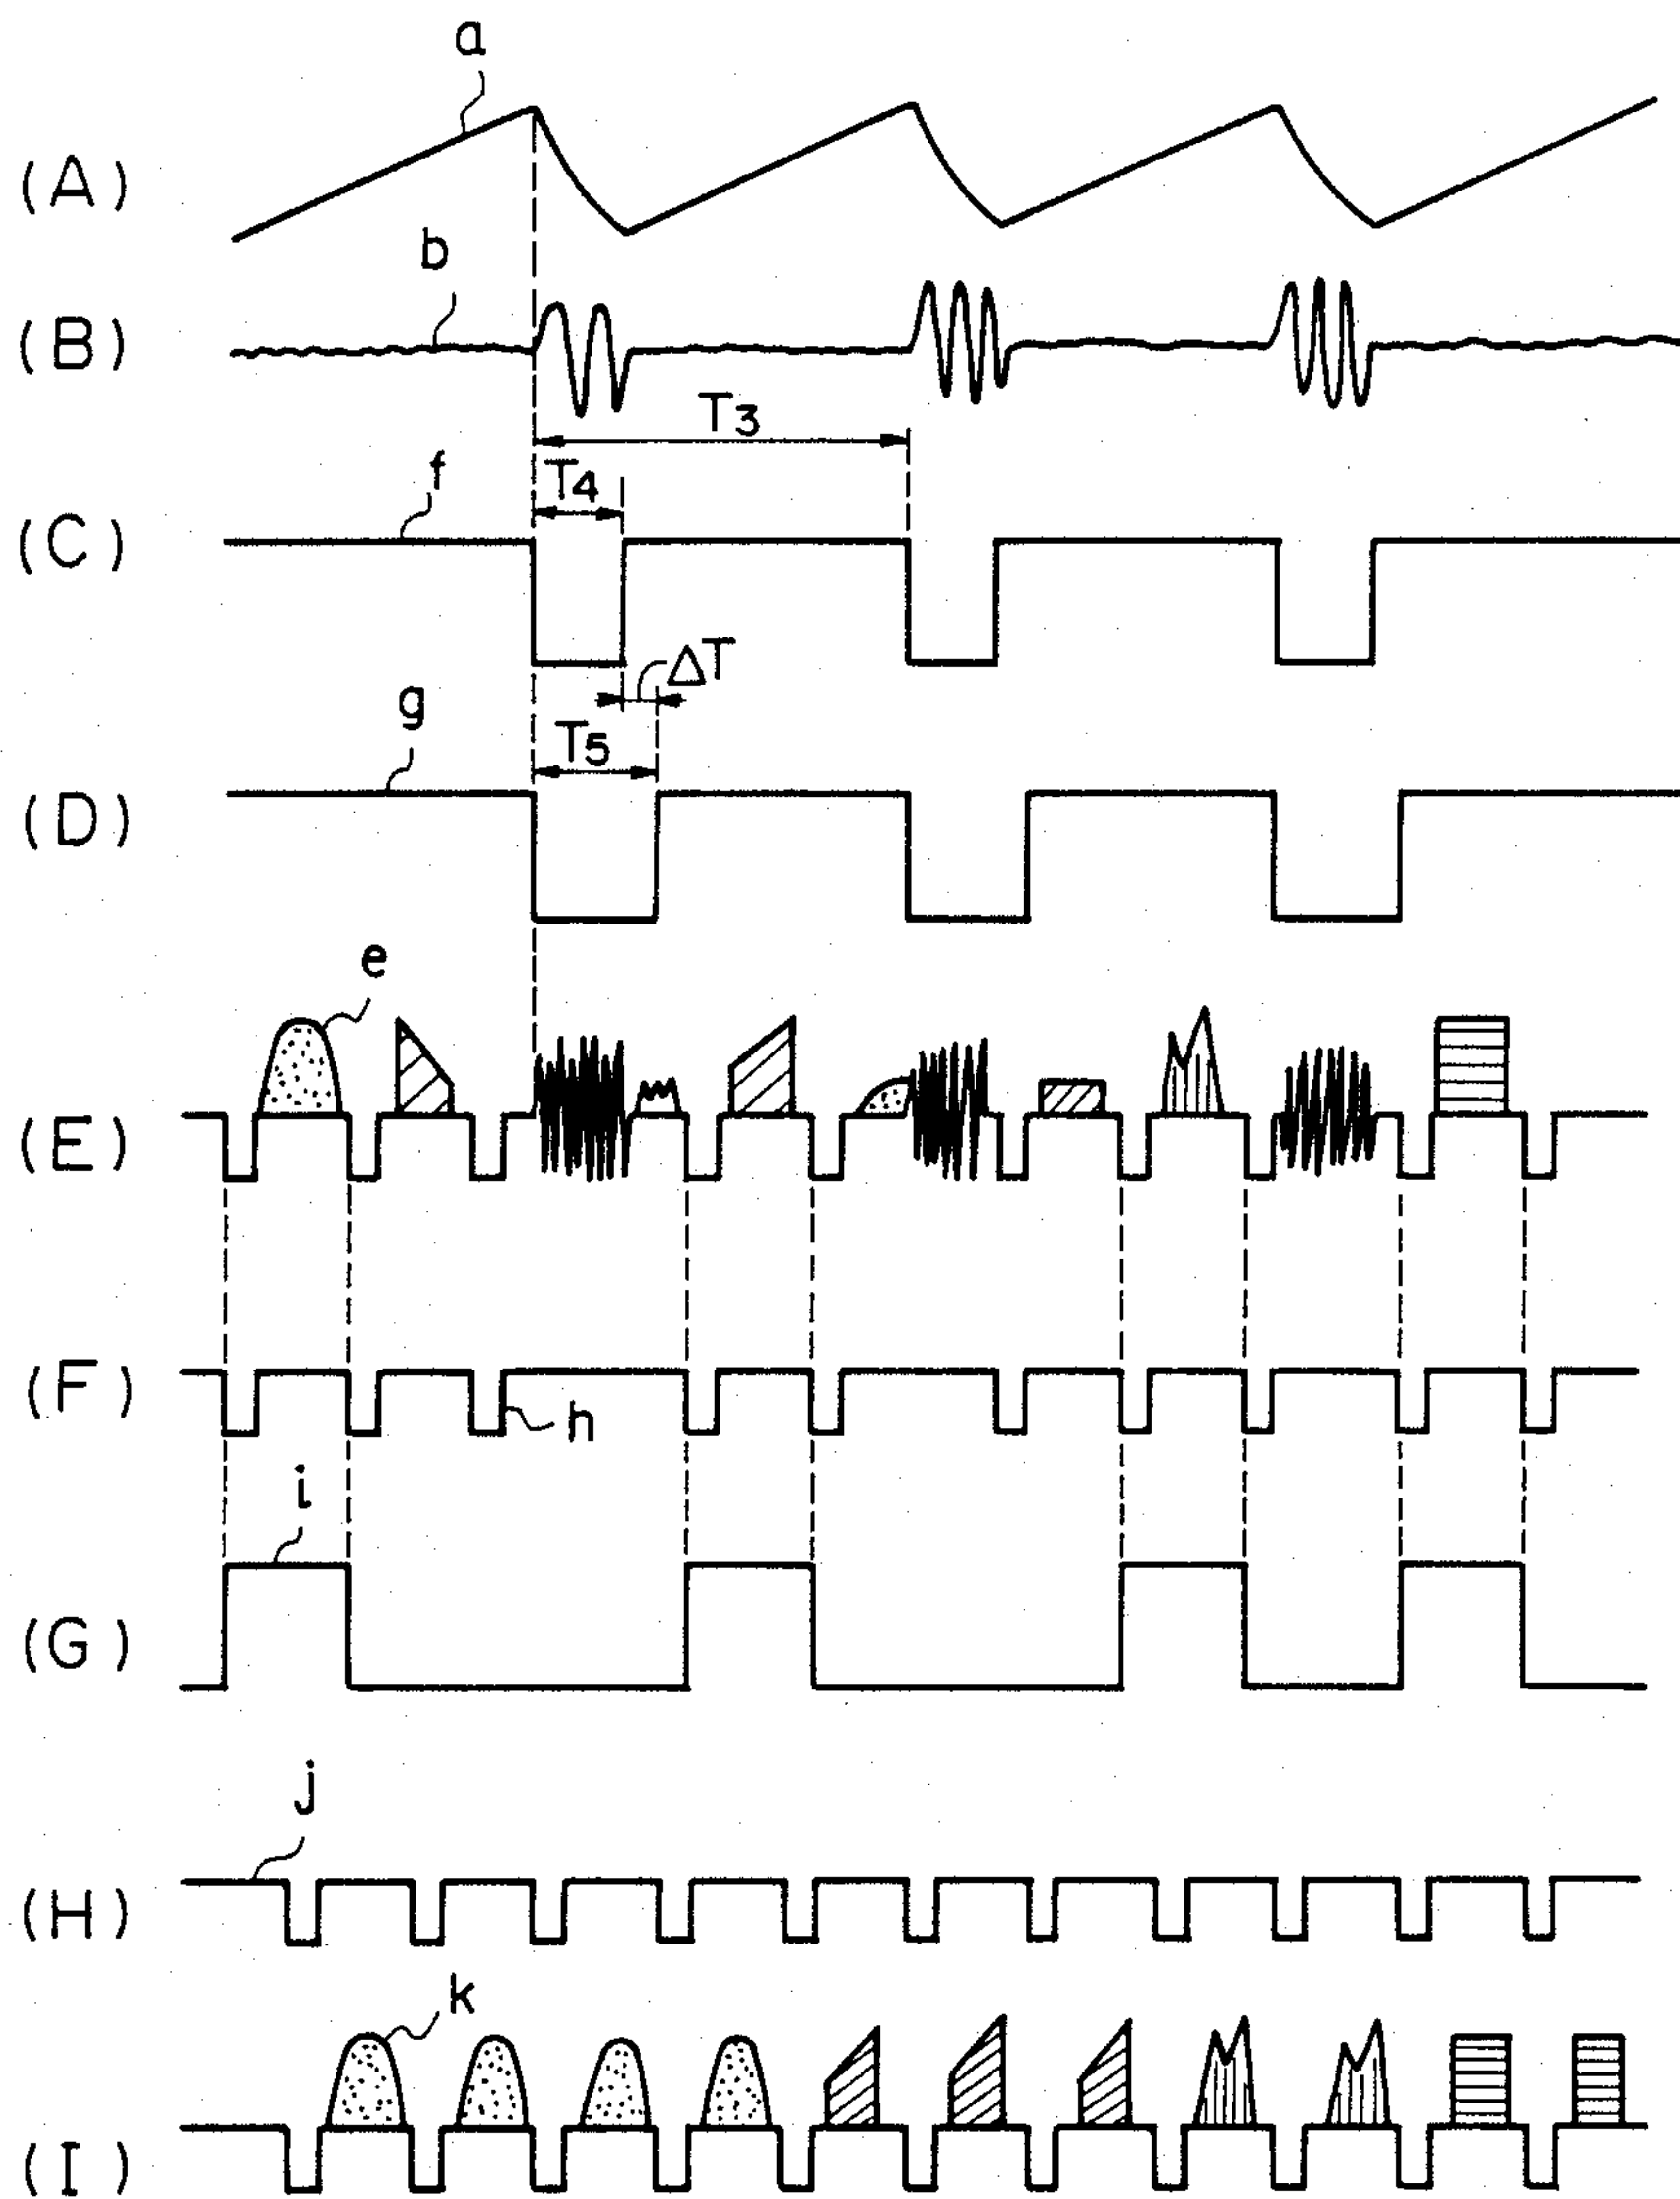 a
(A)
b
(B)
T3
f
T4
(C)
ΔT
g
T5
(D)
e
(E)
(F)
h
i
(G)
j
(H)
k
(I)